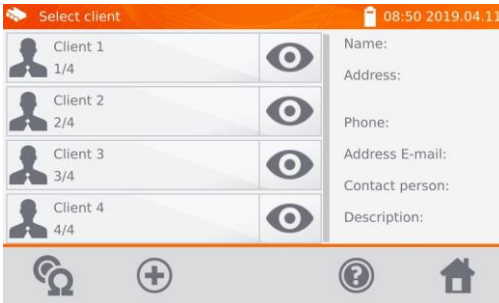 Select client
08:50 2019.04.11
Client 1
1/4
Client 2
2/4
Client 3
3/4
Client 4
4/4
Name:
Address:
Phone:
Address E-mail:
Contact person:
Description: